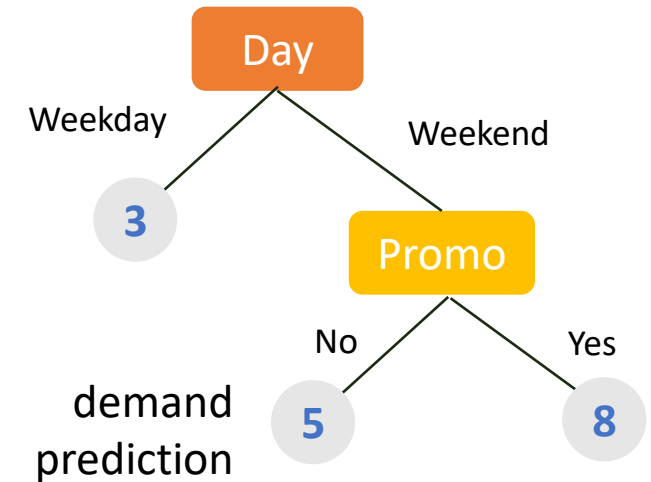 Day
Weekday
Weekend
3
Promo
No
Yes
demand
prediction
5
8